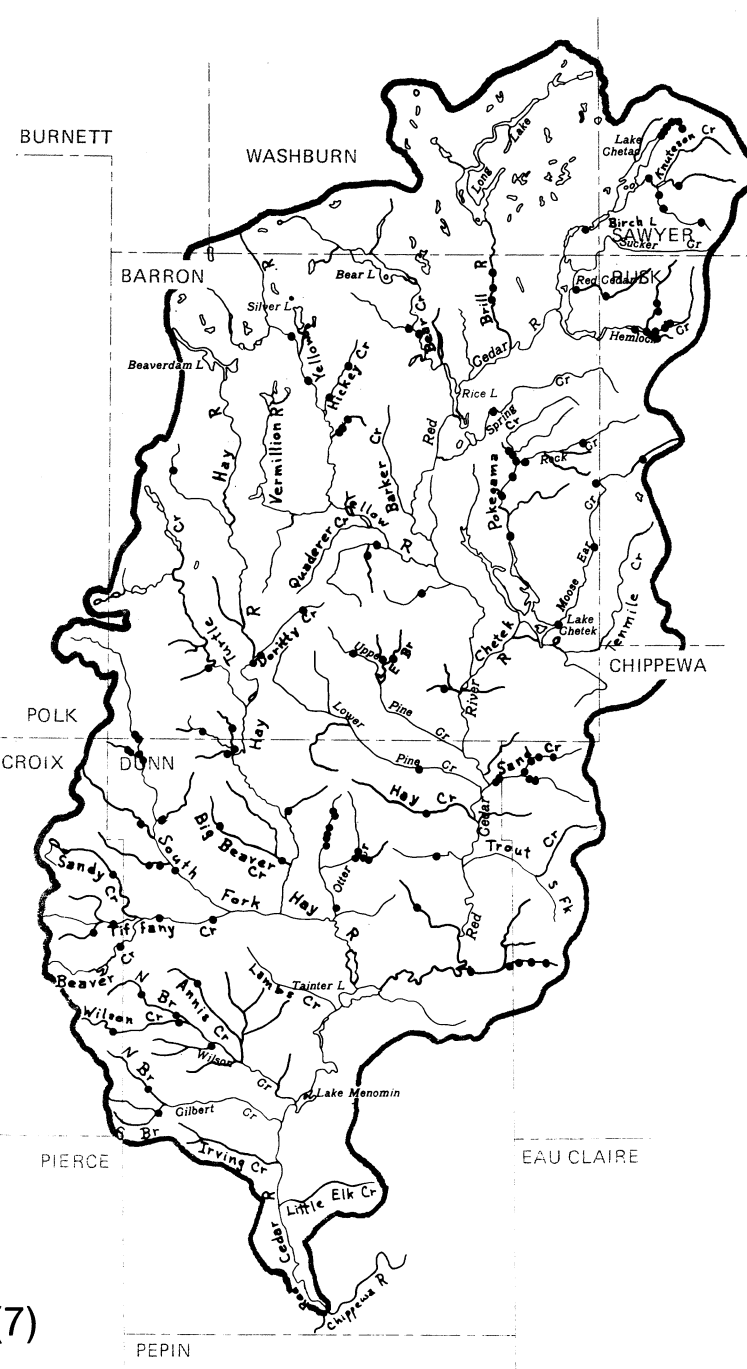 BURNETT
WASHBURN
Lake
Long
Lake
Chetac
Knuteson Cr
Birch L
SAWYER
Sucker Cr
BARRON
Bear L
RUSK
Red Cedar L
Silver L
R
Yellow
Bear Cr
Brill R
Hemlock Cr
Cedar R
Beaverdam L
Hickey Cr
Rice L
Vermillion R
Hay R
Barker Cr
Red
Spring Cr
Cr
Rock Cr
Pokegama
Quaderer Cr
Yellow R
Turtle Cr
Moose Ear Cr
Tenmile Cr
Lake
Chetek
Chetek R
Doritty Cr
R
Upper
Pine Cr
E Br
River
CHIPPEWA
POLK
Hay
Lower
Pine Cr
CROIX
DUNN
Sand Cr
Hay Cr
Cedar
Big Beaver
Cr
Trout Cr
S Fk
South Fork Hay R
Otter Cr
Sandy
Cr
Tiffany Cr
Red
Beaver Cr
N Br
Annis Cr
Lambs Cr
Tainter L
Wilson Cr
Wilson Cr
N Br
Lake Menomin
Gilbert Cr
S Br
Irving Cr
PIERCE
EAU CLAIRE
Little Elk Cr
Red Cedar R
Chippewa R
(7)
PEPIN